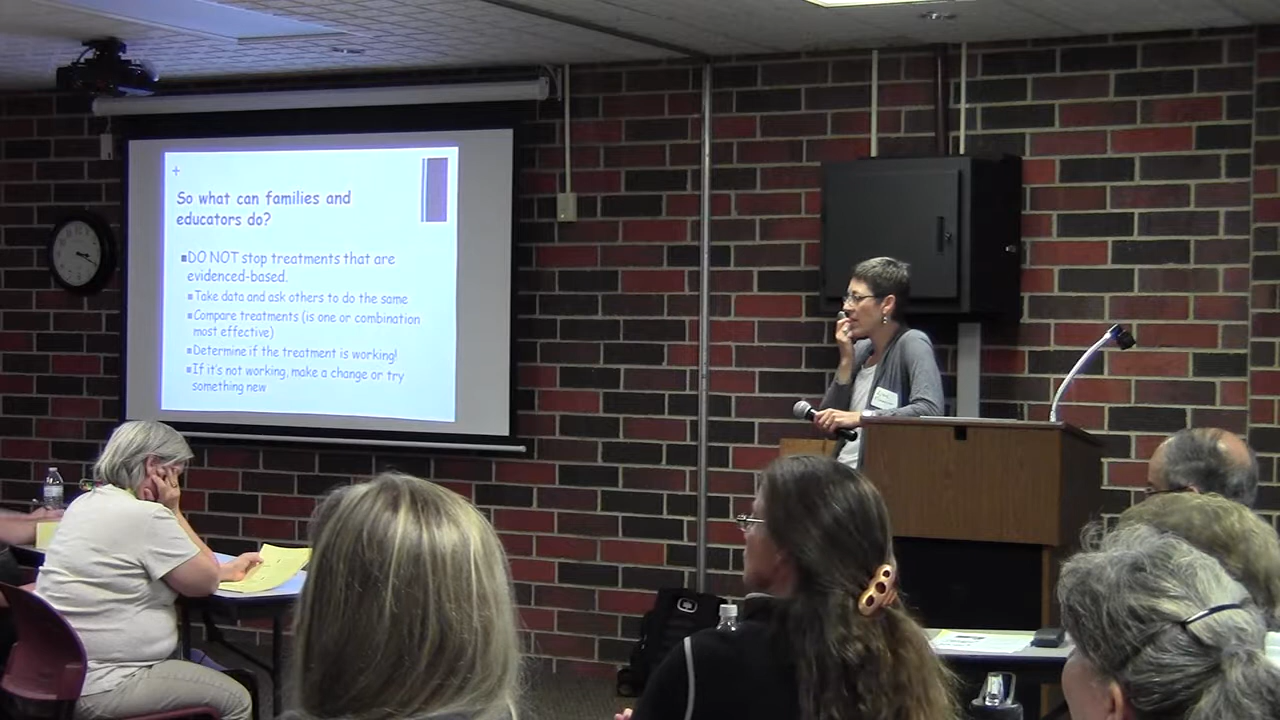 +
So what can families and
educators do?
■DO NOT stop treatments that are
evidenced-based.
■Take data and ask others to do the same
■Compare treatments (is one or combination
most effective)
■Determine if the treatment is working!
■If it's not working, make a change or try
something new